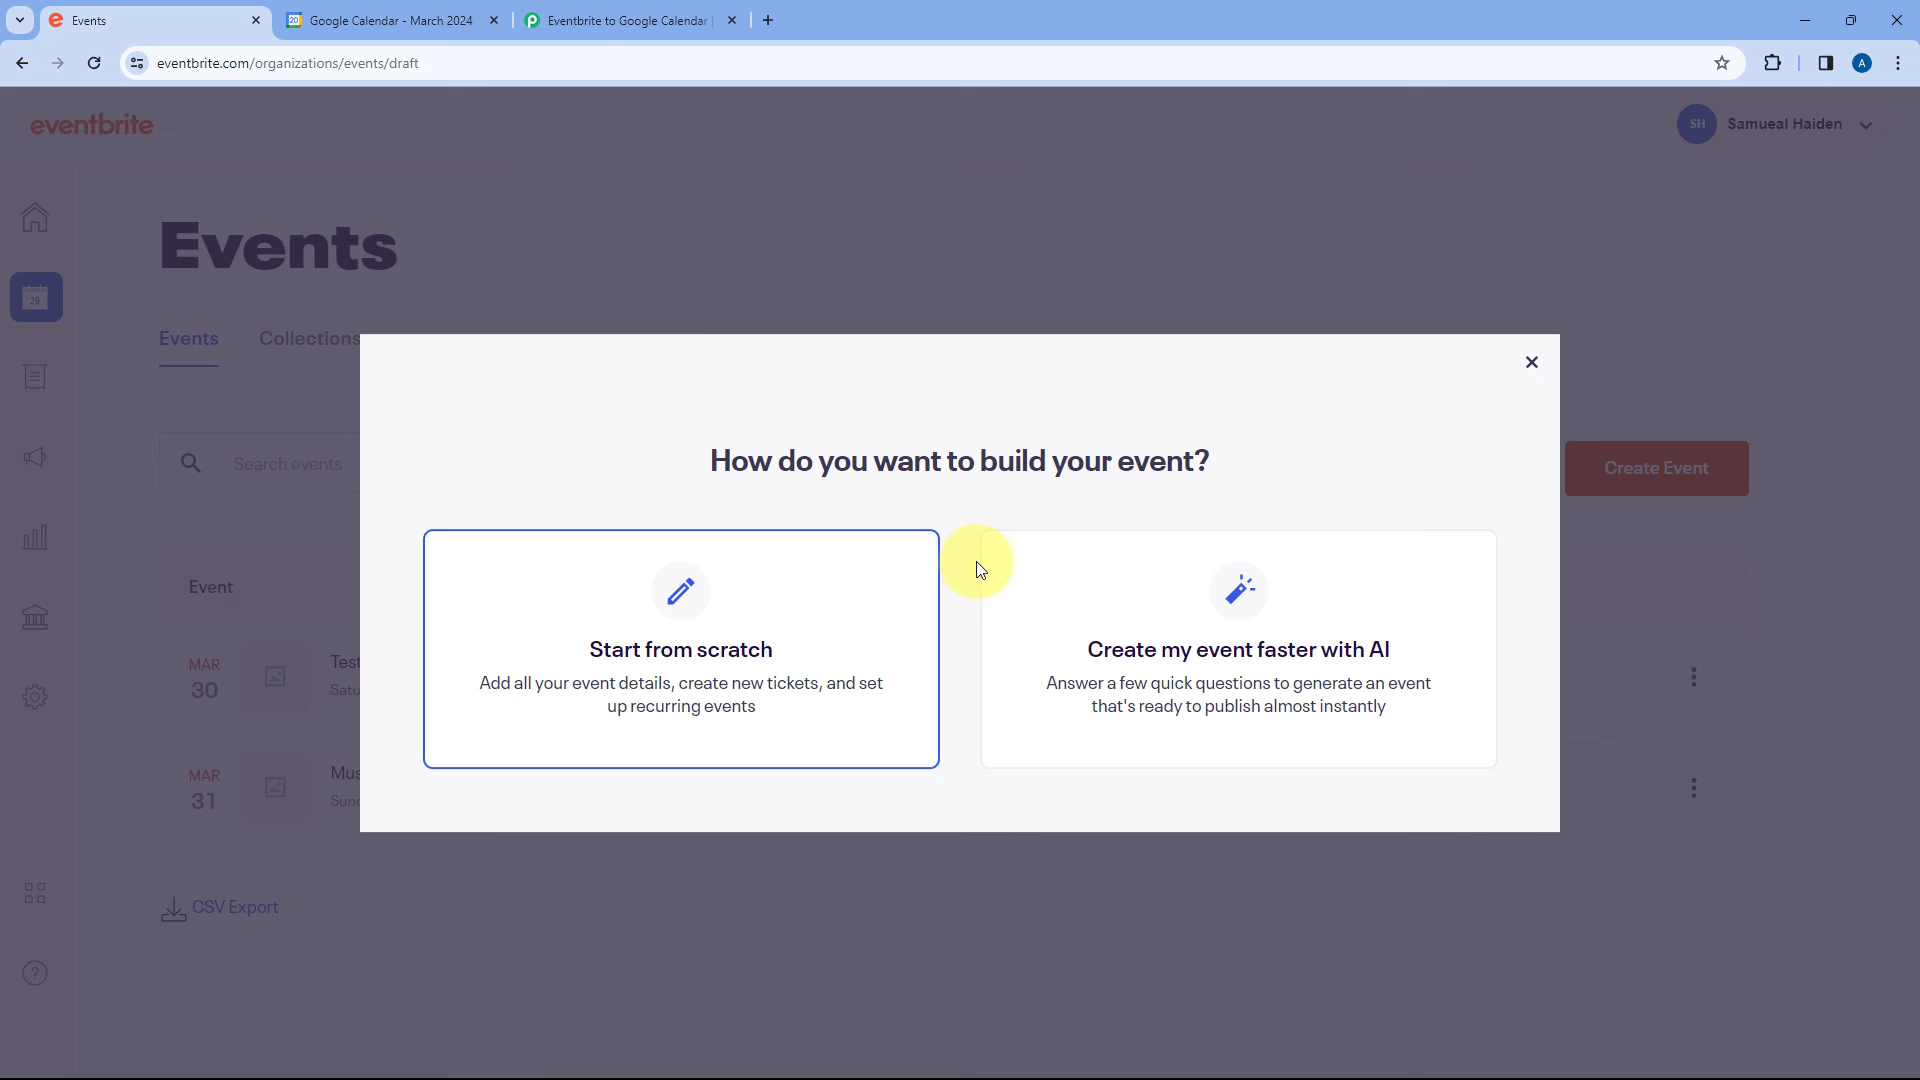 Events
Google Calendar - March 2024
Eventbrite to Google Calendar
eventbrite.com/organizations/events/draft
A
eventbrite
SH
Samueal Haiden
Events
20
Events
Collections
How do you want to build your event?
Search events
Create Event
Event
Start from scratch
Add all your event details, create new tickets, and set
up recurring events
Create my event faster with AI
Answer a few quick questions to generate an event
that's ready to publish almost instantly
MAR
30
Test
Satu
MAR
31
Mus
Sund
CSV Export